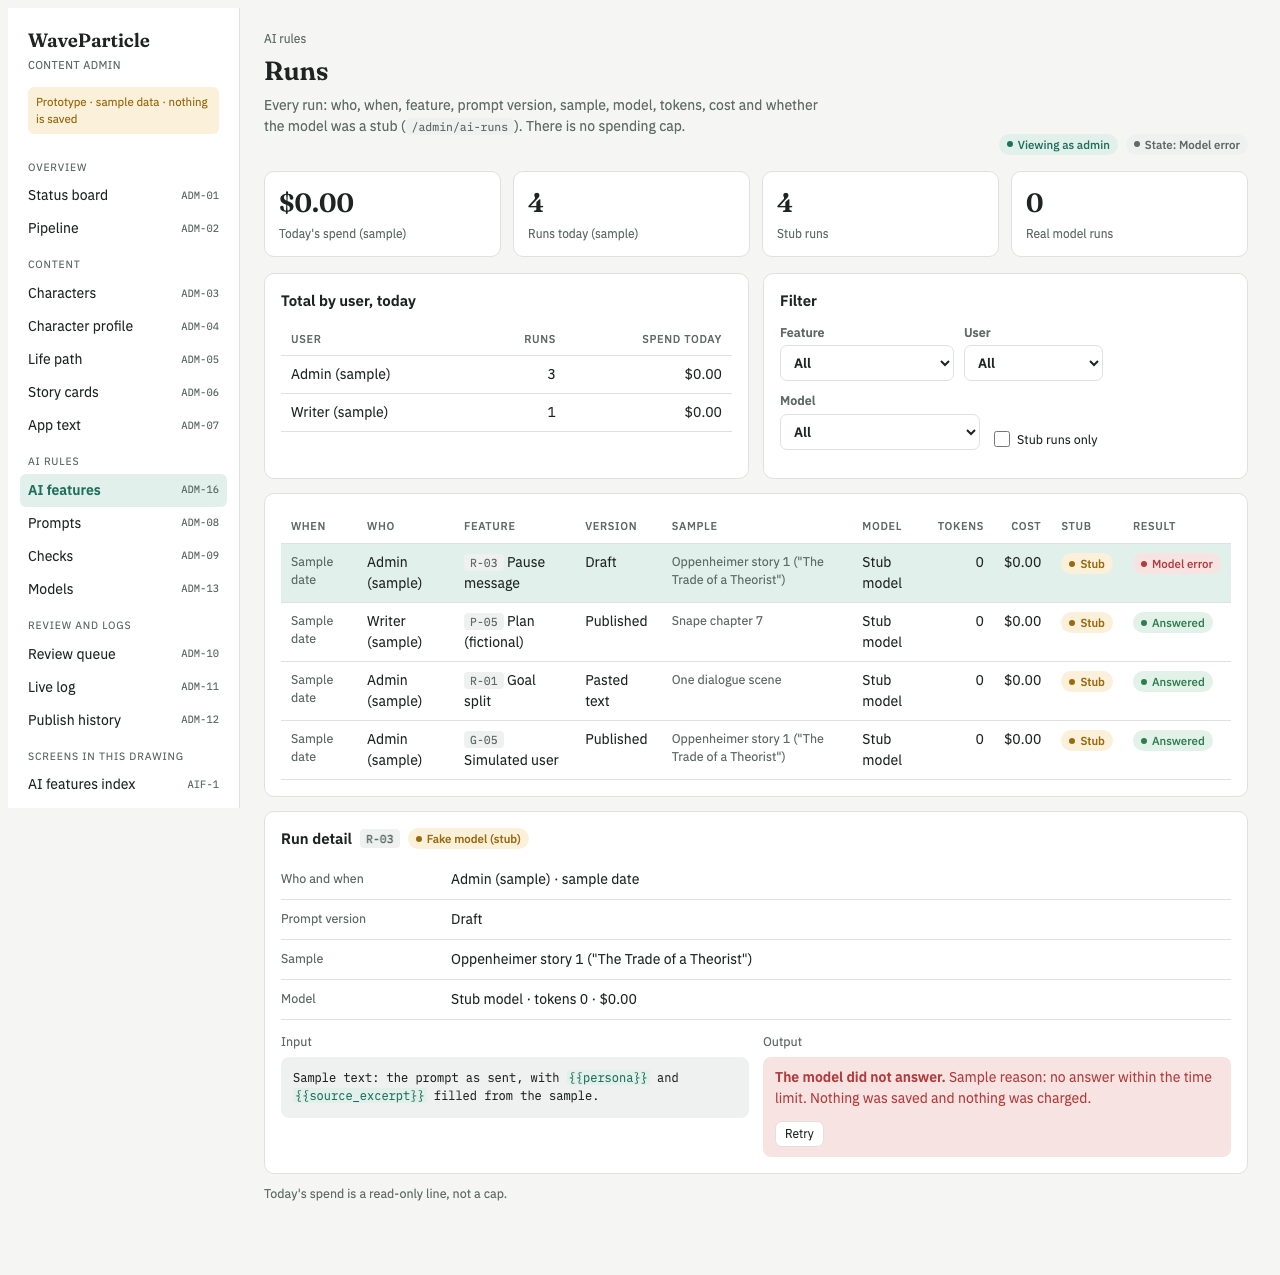 WaveParticle
CONTENT ADMIN
Prototype · sample data · nothing
is saved
OVERVIEW
Status board ADM-01
Pipeline ADM-02
CONTENT
Characters ADM-03
Character profile ADM-04
Life path ADM-05
Story cards ADM-06
App text ADM-07
AI RULES
AI features ADM-16
Prompts ADM-08
Checks ADM-09
Models ADM-13
REVIEW AND LOGS
Review queue ADM-10
Live log ADM-11
Publish history ADM-12
SCREENS IN THIS DRAWING
AI features index AIF-1
AI rules
Runs
Every run: who, when, feature, prompt version, sample, model, tokens, cost and whether
the model was a stub ( /admin/ai-runs ). There is no spending cap.
Viewing as admin State: Model error
$0.00
Today's spend (sample)
4
Runs today (sample)
4
Stub runs
0
Real model runs
Total by user, today
USER RUNS SPEND TODAY
Admin (sample) 3 $0.00
Writer (sample) 1 $0.00
Filter
Feature User
All All
Model
All Stub runs only
WHEN WHO FEATURE VERSION SAMPLE MODEL TOKENS COST STUB RESULT
Sample Admin R-03 Pause Draft Oppenheimer story 1 ("The Stub 0 $0.00 Stub Model error
date (sample) message Trade of a Theorist") model
Sample Writer P-05 Plan Published Snape chapter 7 Stub 0 $0.00 Stub Answered
date (sample) (fictional) model
Sample Admin R-01 Goal Pasted One dialogue scene Stub 0 $0.00 Stub Answered
date (sample) split text model
Sample Admin G-05 Published Oppenheimer story 1 ("The Stub 0 $0.00 Stub Answered
date (sample) Simulated user Trade of a Theorist") model
Run detail R-03 Fake model (stub)
Who and when Admin (sample) · sample date
Prompt version Draft
Sample Oppenheimer story 1 ("The Trade of a Theorist")
Model Stub model · tokens 0 · $0.00
Input
Sample text: the prompt as sent, with {{persona}} and
{{source_excerpt}} filled from the sample.
Output
The model did not answer. Sample reason: no answer within the time
limit. Nothing was saved and nothing was charged.
Retry
Today's spend is a read-only line, not a cap.